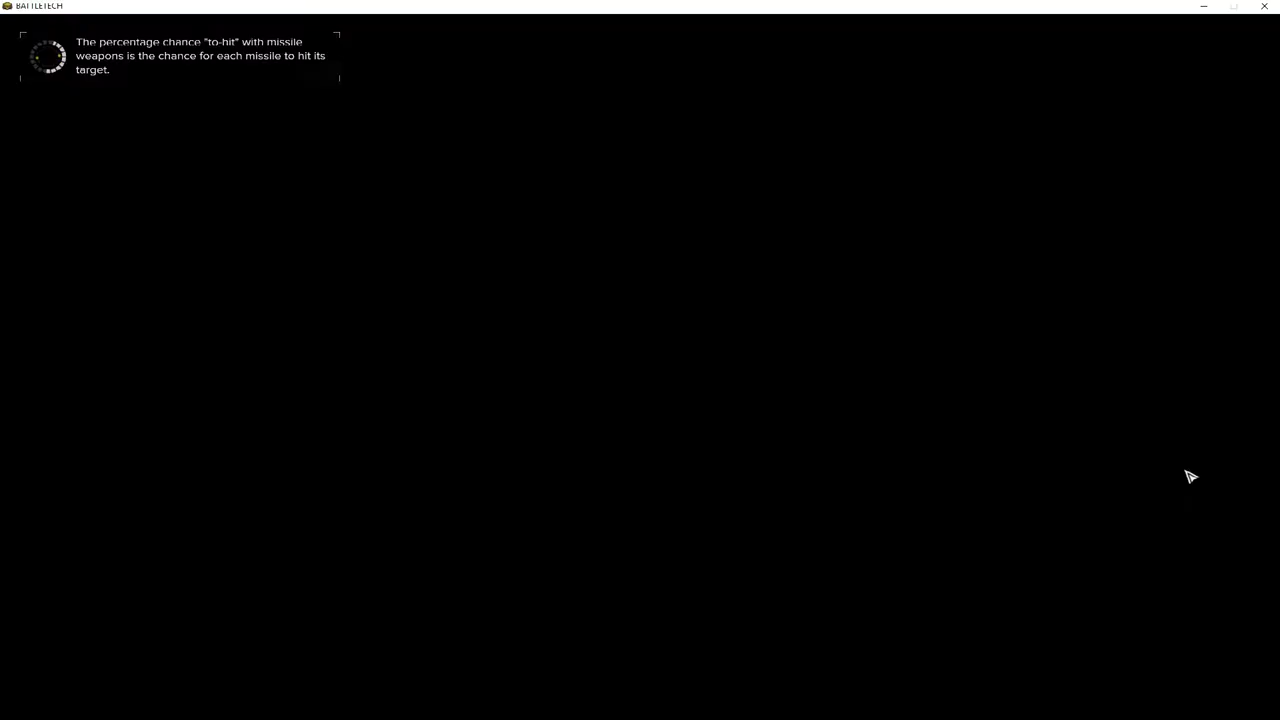 BATTLETECH
The percentage chance "to-hit" with missile
weapons is the chance for each missile to hit its
target.